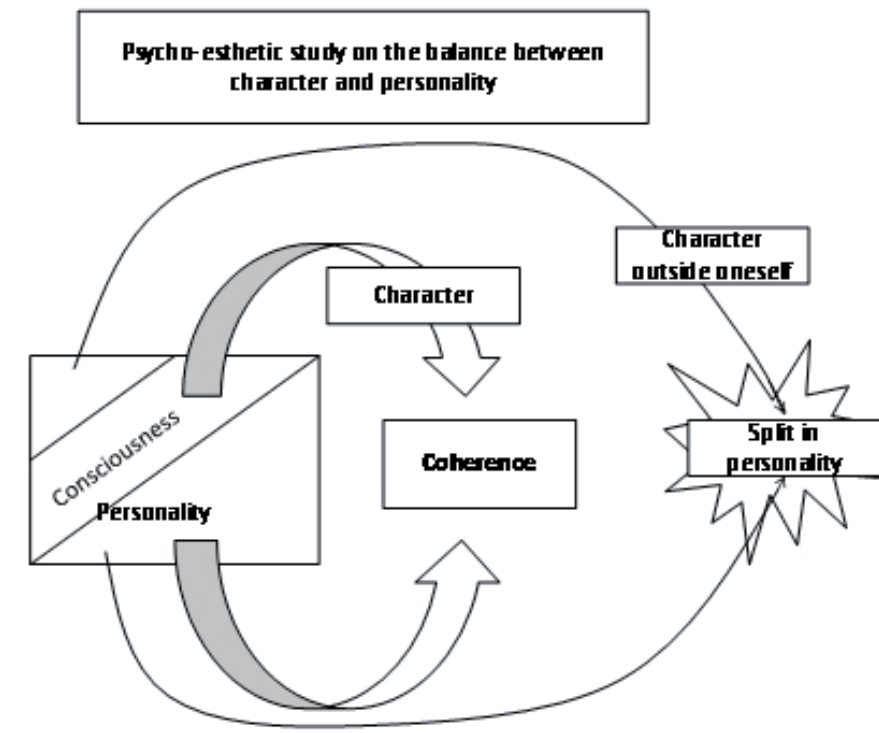 Psycho-esthetic study on the balance between
character and personality
Character
outside oneself
Character
Consciousness
Coherence
Split in
personality
Personality